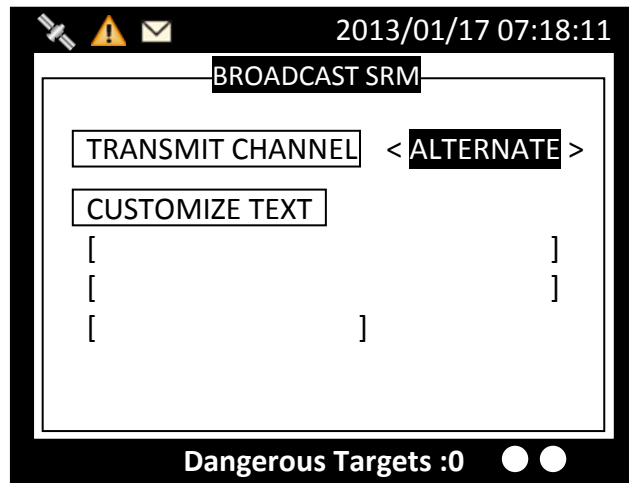 2013/01/17 07:18:11
BROADCAST SRM
TRANSMIT CHANNEL < ALTERNATE >
CUSTOMIZE TEXT
[ ]
[ ]
[ ]
Dangerous Targets :0